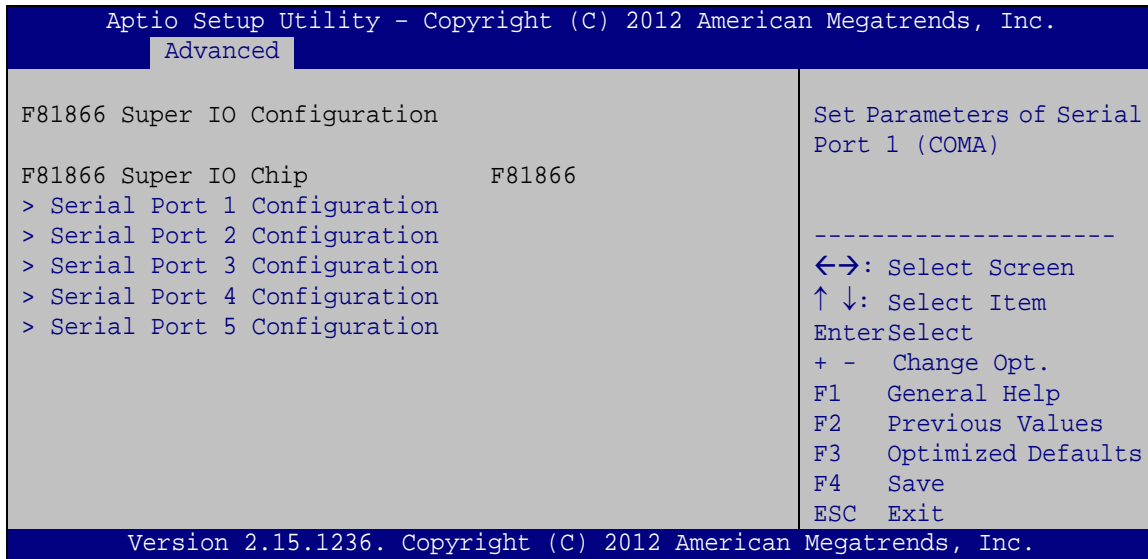 Aptio Setup Utility – Copyright (C) 2012 American Megatrends, Inc.
Advanced
F81866 Super IO Configuration
F81866 Super IO Chip F81866
> Serial Port 1 Configuration
> Serial Port 2 Configuration
> Serial Port 3 Configuration
> Serial Port 4 Configuration
> Serial Port 5 Configuration
Set Parameters of Serial
Port 1 (COMA)
---------------------
←→: Select Screen
↑ ↓: Select Item
EnterSelect
+ - Change Opt.
F1 General Help
F2 Previous Values
F3 Optimized Defaults
F4 Save
ESC Exit
Version 2.15.1236. Copyright (C) 2012 American Megatrends, Inc.